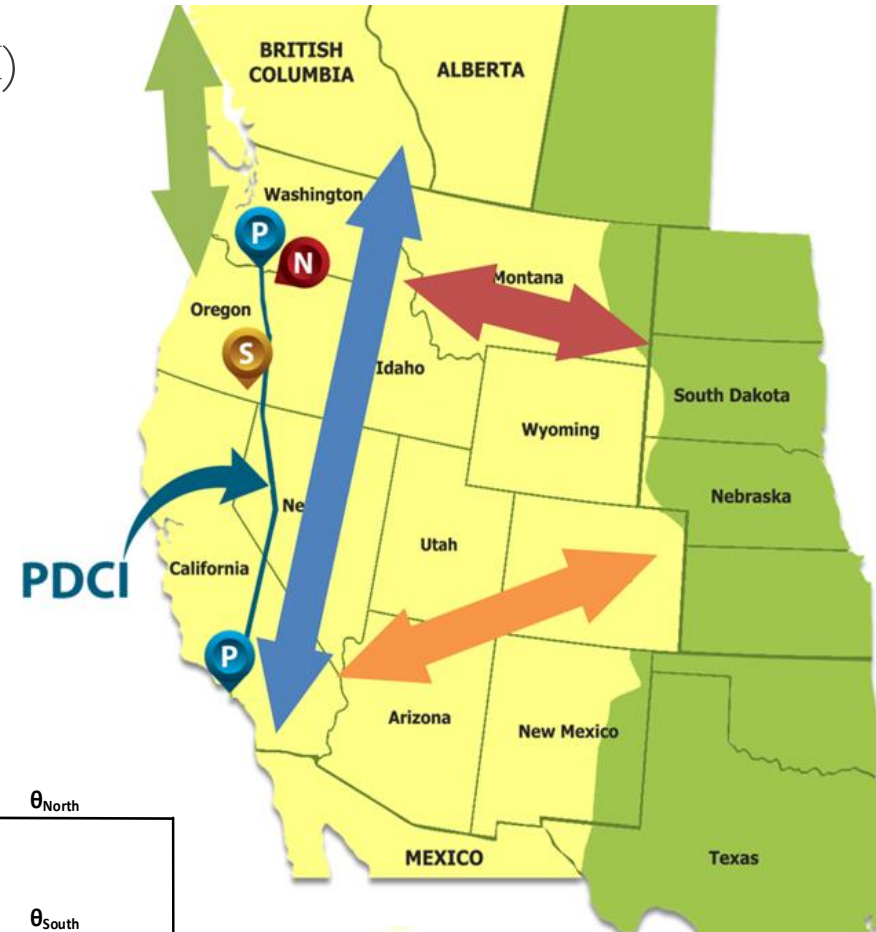 )
BRITISH
COLUMBIA
ALBERTA
Washington
P
N
Montana
Oregon
S
Idaho
South Dakota
Wyoming
Nebraska
Ne
Utah
California
PDCI
P
Arizona
New Mexico
θNorth
MEXICO
Texas
θSouth